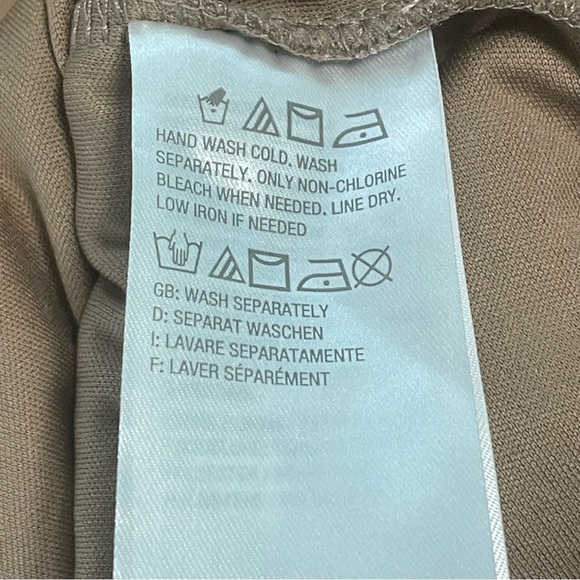 HAND WASH COLD. WASH
SEPARATELY. ONLY NON-CHLORINE
BLEACH WHEN NEEDED. LINE DRY.
LOW IRON IF NEEDED
GB: WASH SEPARATELY
D: SEPARAT WASCHEN
I: LAVARE SEPARATAMENTE
F: LAVER SÉPARÉMENT